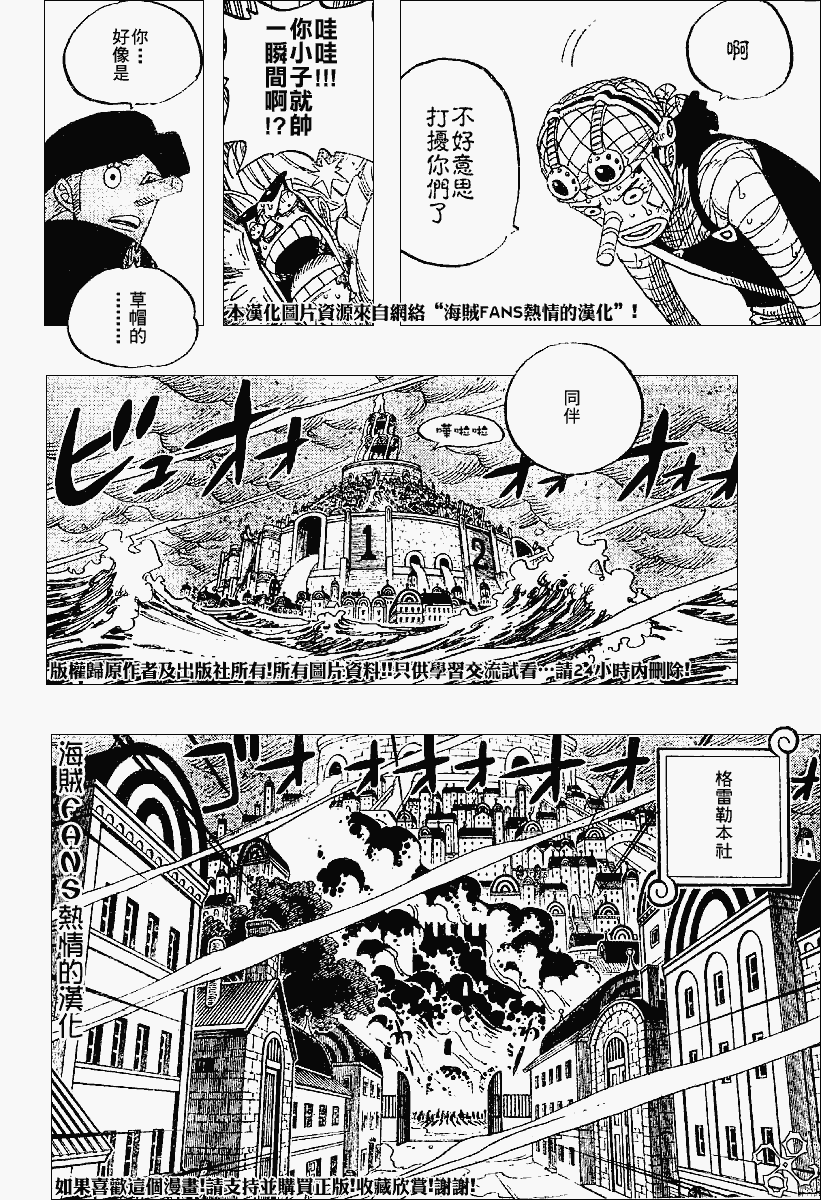 啊
不好意思
打擾你們了
哇哇!!!
你小子就帥
一瞬間啊!?
你…
好像是
草帽的
………
本漢化圖片資源來自網絡“海賊FANS熱情的漢化”!
同伴
嘩啦啦
ビュオオオオオ
1
2
版權歸原作者及出版社所有!所有圖片資料!!只供學習交流試看…請24小時內刪除!
格雷勒本社
ゴオオオオオ
海賊FANS熱情的漢化
如果喜歡這個漫畫!請支持並購買正版!收藏欣賞!謝謝!